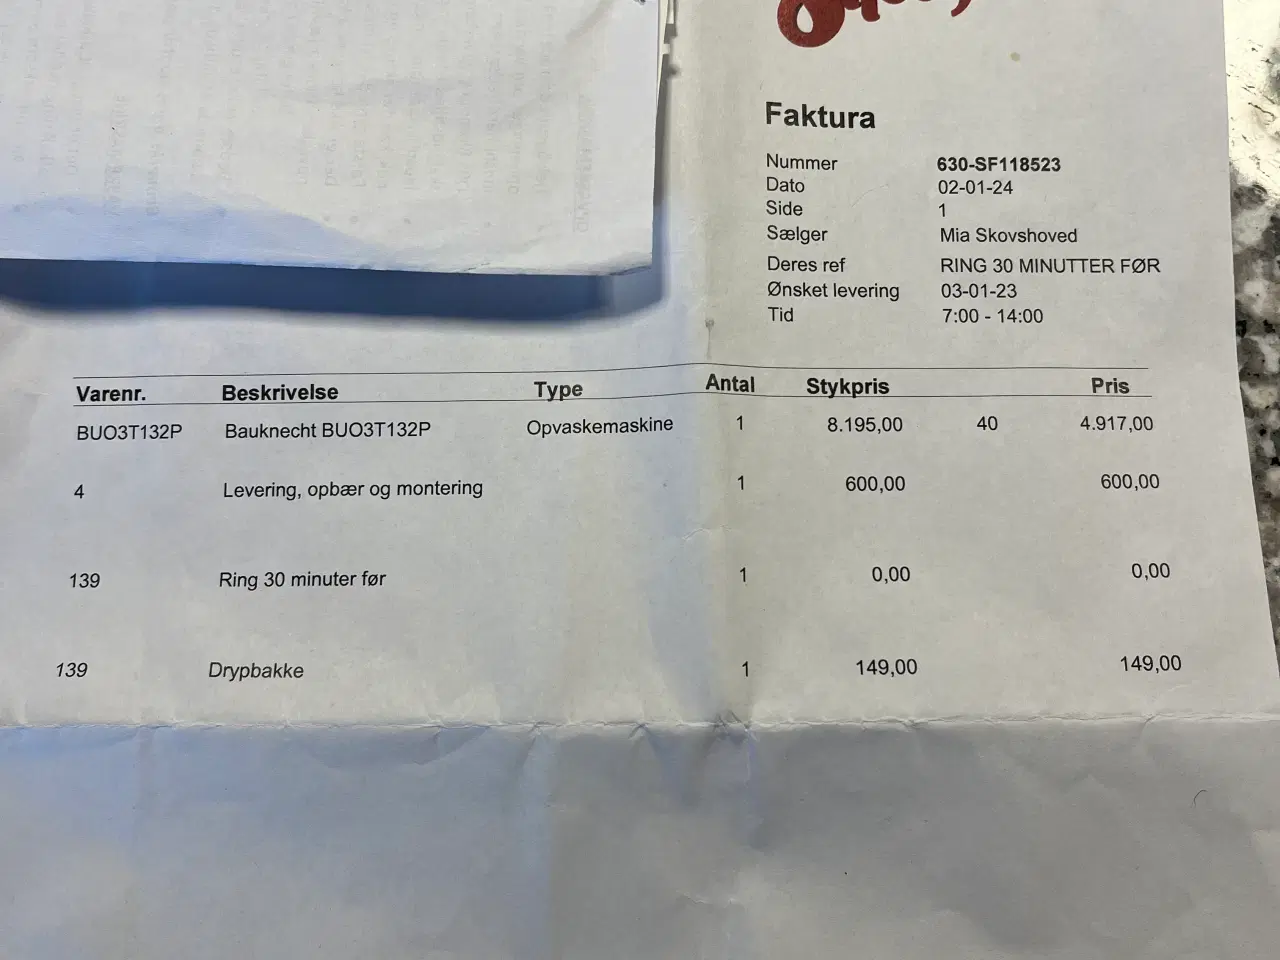 Faktura
Nummer 630-SF118523
Dato 02-01-24
Side 1
Sælger Mia Skovshoved
Deres ref RING 30 MINUTTER FØR
Ønsket levering 03-01-23
Tid 7:00 - 14:00
Varenr. Beskrivelse Type Antal Stykpris Pris
BUO3T132P Bauknecht BUO3T132P Opvaskemaskine 1 8.195,00 40 4.917,00
4 Levering, opbær og montering 1 600,00 600,00
139 Ring 30 minuter før 1 0,00 0,00
139 Drypbakke 1 149,00 149,00